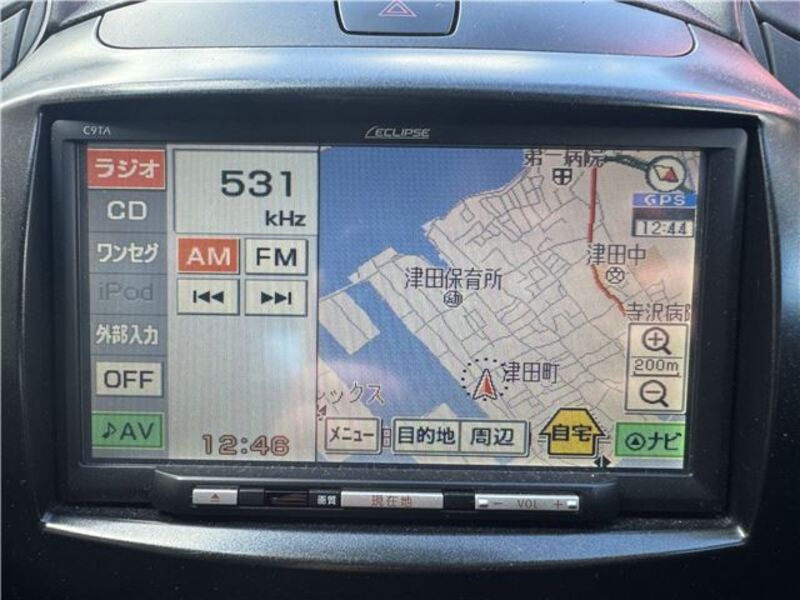 C9TA
ECLIPSE
ラジオ
CD
ワンセグ
iPod
外部入力
OFF
♪AV
531
kHz
AM
FM
12:46
第一病院
GPS
12:44
津田中
津田保育所
寺沢病院
200m
津田町
ックス
メニュー
目的地
周辺
自宅
ナビ
画質
現在地
- VOL +